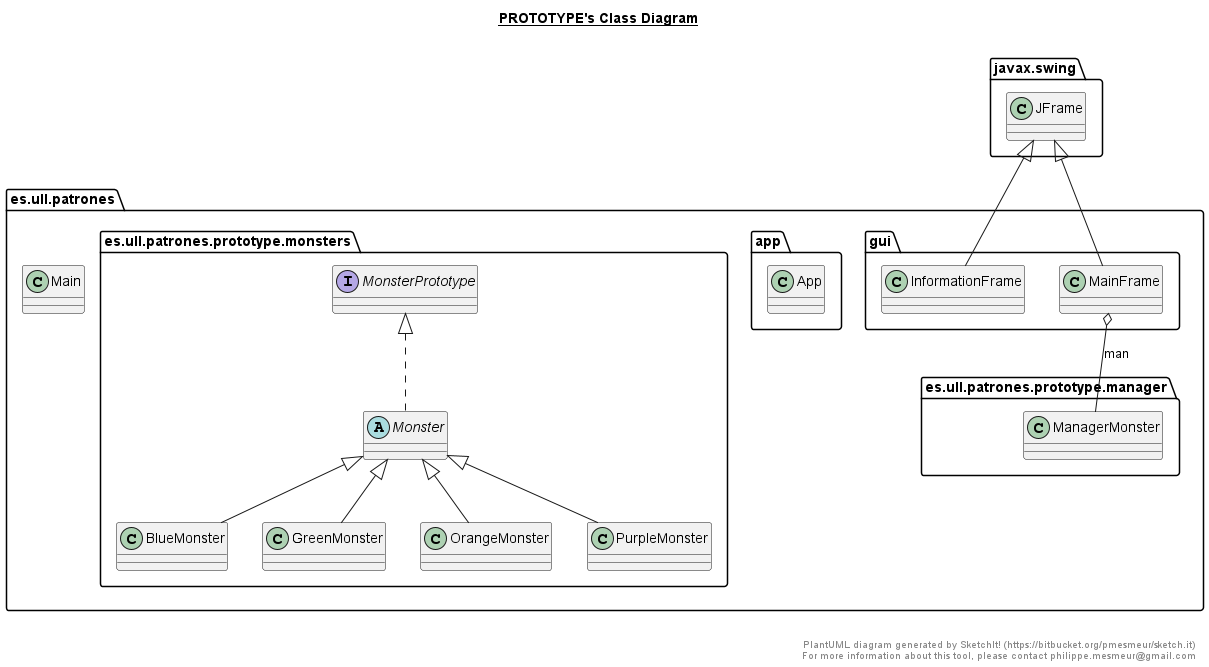 PROTOTYPE's Class Diagram
javax.swing
C JFrame
es.ull.patrones
C Main
es.ull.patrones.prototype.monsters
I MonsterPrototype
A Monster
C BlueMonster
C GreenMonster
C OrangeMonster
C PurpleMonster
app
C App
gui
C InformationFrame
C MainFrame
man
es.ull.patrones.prototype.manager
C ManagerMonster
PlantUML diagram generated by SketchIt! (https://bitbucket.org/pmesmeur/sketch.it)
For more information about this tool, please contact philippe.mesmeur@gmail.com